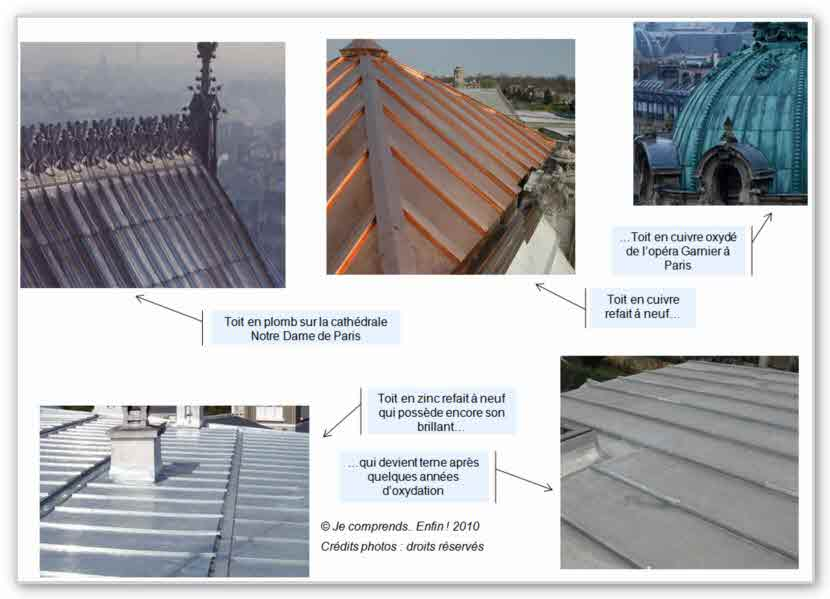 …Toit en cuivre oxydé
de l'opéra Garnier à
Paris
Toit en cuivre
refait à neuf…
Toit en plomb sur la cathédrale
Notre Dame de Paris
Toit en zinc refait à neuf
qui possède encore son
brillant…
…qui devient terne après
quelques années
d'oxydation
© Je comprends.. Enfin ! 2010
Crédits photos : droits réservés